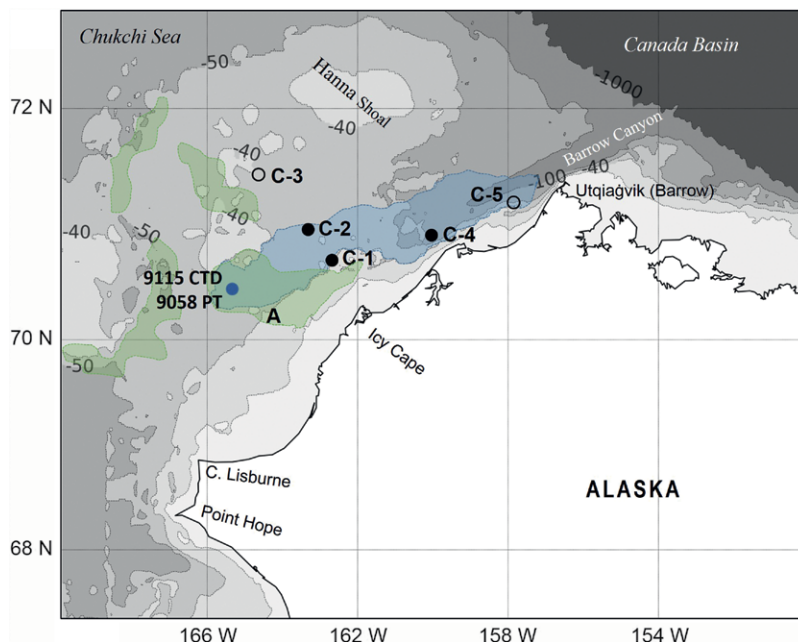 Chukchi Sea
-50
Canada Basin
-40
Hanna Shoal
-1000
72 N
-40
-40
Barrow Canyon
-40
C-3
-100
C-5
Utqiaġvik (Barrow)
-40
C-2
-40
-50
C-4
C-1
9115 CTD
9058 PT
A
70 N
Icy Cape
-50
C. Lisburne
ALASKA
Point Hope
68 N
166 W
162 W
158 W
154 W